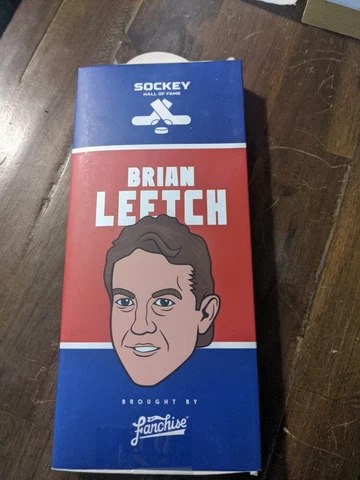 SOCKEY
HALL OF FAME
BRIAN
LEETCH
BROUGHT BY
Fanchise